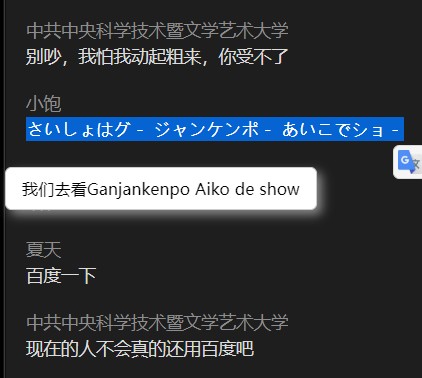 中共中央科学技术暨文学艺术大学
别吵，我怕我动起粗来，你受不了
小饱
さいしょはグ - ジャンケンポ - あいこでショ -
我们去看Ganjankenpo Aiko de show
夏天
百度一下
中共中央科学技术暨文学艺术大学
现在的人不会真的还用百度吧